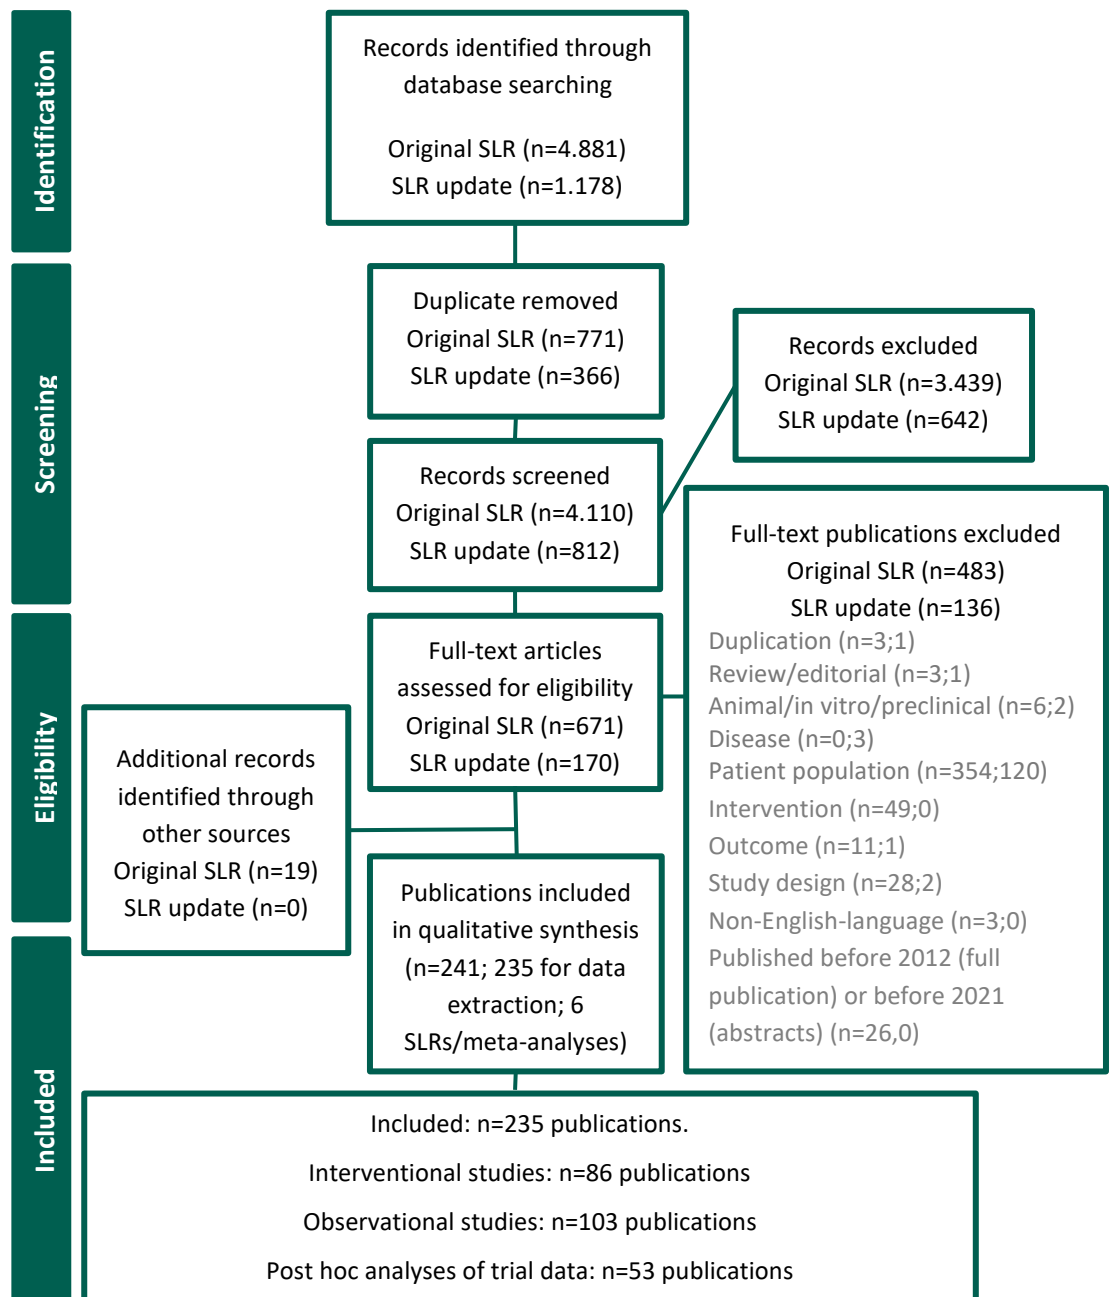 Identification
Records identified through
database searching
Original SLR (n=4.881)
SLR update (n=1.178)
Screening
Duplicate removed
Original SLR (n=771)
SLR update (n=366)
Records excluded
Original SLR (n=3.439)
SLR update (n=642)
Records screened
Original SLR (n=4.110)
SLR update (n=812)
Full-text publications excluded
Original SLR (n=483)
SLR update (n=136)
Duplication (n=3;1)
Review/editorial (n=3;1)
Animal/in vitro/preclinical (n=6;2)
Disease (n=0;3)
Patient population (n=354;120)
Intervention (n=49;0)
Outcome (n=11;1)
Study design (n=28;2)
Non-English-language (n=3;0)
Published before 2012 (full
publication) or before 2021
(abstracts) (n=26,0)
Eligibility
Full-text articles
assessed for eligibility
Original SLR (n=671)
SLR update (n=170)
Additional records
identified through
other sources
Original SLR (n=19)
SLR update (n=0)
Publications included
in qualitative synthesis
(n=241; 235 for data
extraction; 6
SLRs/meta-analyses)
Included
Included: n=235 publications.
Interventional studies: n=86 publications
Observational studies: n=103 publications
Post hoc analyses of trial data: n=53 publications